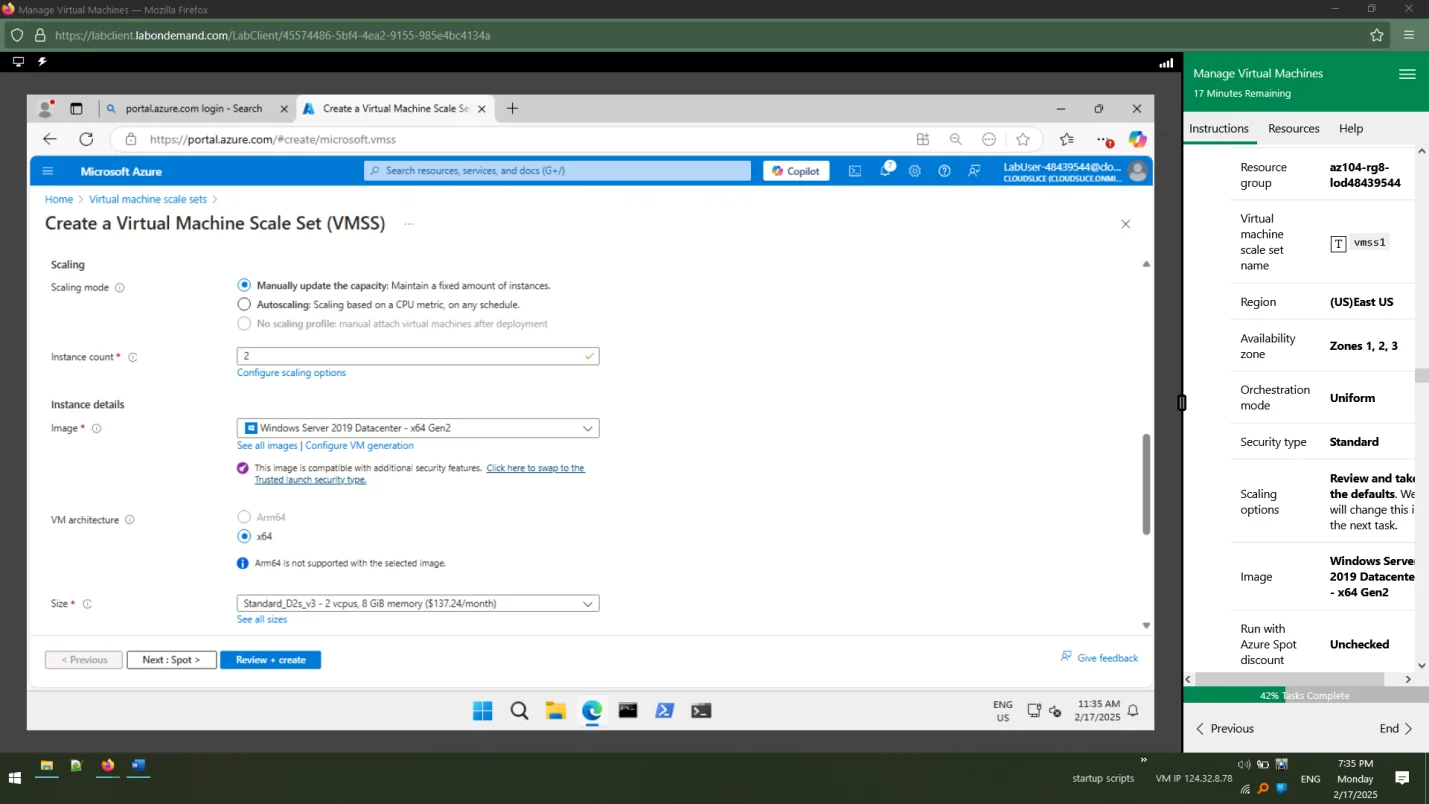 Manage Virtual Machines — Mozilla Firefox
https://labclient.labondemand.com/LabClient/45574486-5bf4-4ea2-9155-985e4bc4134a
portal.azure.com login - Search
Create a Virtual Machine Scale Se
https://portal.azure.com/#create/microsoft.vmss
Microsoft Azure
Search resources, services, and docs (G+/)
Copilot
7
LabUser-48439544@clo...
CLOUDSLICE (CLOUDSLICE.ONMI...
Home > Virtual machine scale sets >
Create a Virtual Machine Scale Set (VMSS) ...
Scaling
Scaling mode
Manually update the capacity: Maintain a fixed amount of instances.
Autoscaling: Scaling based on a CPU metric, on any schedule.
No scaling profile: manual attach virtual machines after deployment
Instance count *
2
Configure scaling options
Instance details
Image *
Windows Server 2019 Datacenter - x64 Gen2
See all images | Configure VM generation
This image is compatible with additional security features. Click here to swap to the
Trusted launch security type.
VM architecture
Arm64
x64
Arm64 is not supported with the selected image.
Size *
Standard_D2s_v3 - 2 vcpus, 8 GiB memory ($137.24/month)
See all sizes
< Previous
Next : Spot >
Review + create
Give feedback
ENG
US
11:35 AM
2/17/2025
Manage Virtual Machines
17 Minutes Remaining
Instructions
Resources
Help
Resource
group
az104-rg8-
lod48439544
Virtual
machine
scale set
name
T vmss1
Region
(US)East US
Availability
zone
Zones 1, 2, 3
Orchestration
mode
Uniform
Security type
Standard
Scaling
options
Review and take
the defaults. We
will change this i
the next task.
Image
Windows Server
2019 Datacente
- x64 Gen2
Run with
Azure Spot
discount
Unchecked
42% Tasks Complete
Previous
End
startup scripts
VM IP 124.32.8.78
ENG
7:35 PM
Monday
2/17/2025